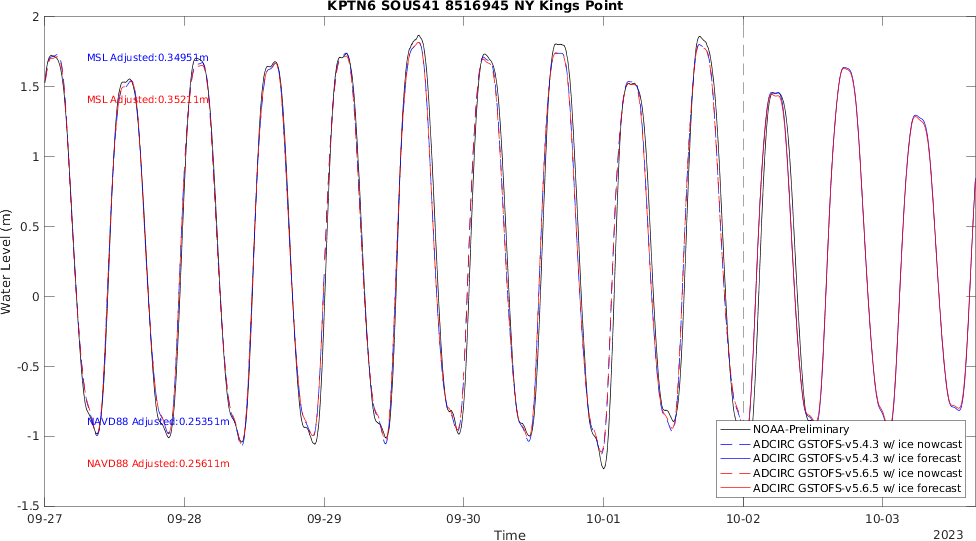 KPTN6 SOUS41 8516945 NY Kings Point
2
1.5
1
0.5
0
-0.5
-1
-1.5
Water Level (m)
MSL Adjusted:0.34951m
MSL Adjusted:0.35211m
NAVD88 Adjusted:0.25351m
NAVD88 Adjusted:0.25611m
NOAA-Preliminary
ADCIRC GSTOFS-v5.4.3 w/ ice nowcast
ADCIRC GSTOFS-v5.4.3 w/ ice forecast
ADCIRC GSTOFS-v5.6.5 w/ ice nowcast
ADCIRC GSTOFS-v5.6.5 w/ ice forecast
09-27 09-28 09-29 09-30 10-01 10-02 10-03
Time
2023